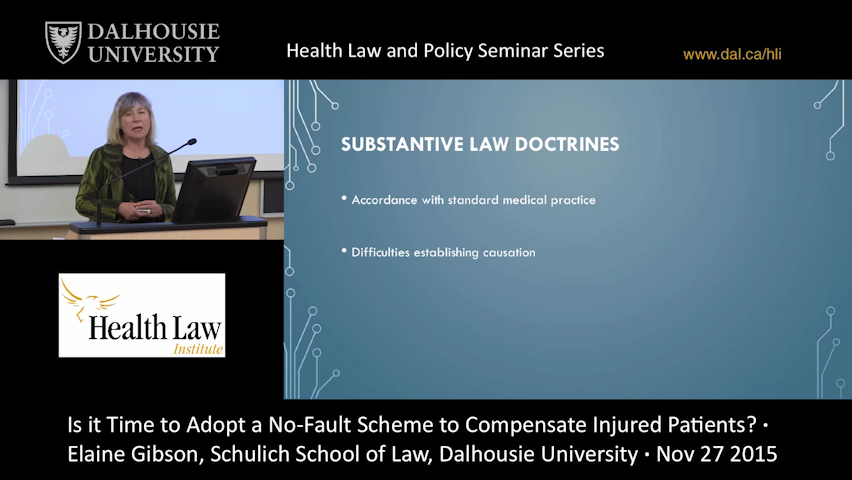 DALHOUSIE
UNIVERSITY
Health Law and Policy Seminar Series
www.dal.ca/hli
SUBSTANTIVE LAW DOCTRINES
• Accordance with standard medical practice
• Difficulties establishing causation
Health Law
Institute
Is it Time to Adopt a No-Fault Scheme to Compensate Injured Patients? •
Elaine Gibson, Schulich School of Law, Dalhousie University • Nov 27 2015